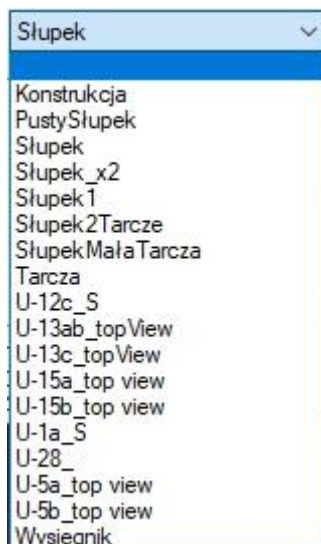 Słupek
Konstrukcja
PustySłupek
Słupek
Słupek_x2
Słupek1
Słupek2Tarcze
SłupekMałaTarcza
Tarcza
U-12c_S
U-13ab_topView
U-13c_topView
U-15a_top view
U-15b_top view
U-1a_S
U-28_
U-5a_top view
U-5b_top view
Wysięgnik